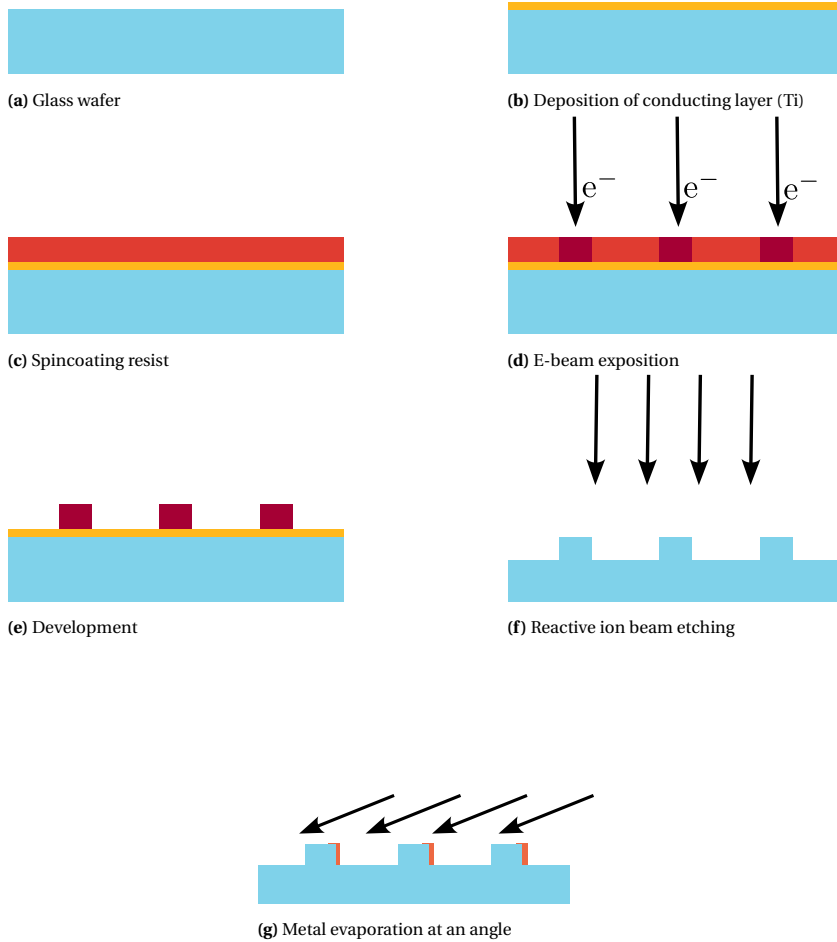 (a) Glass wafer
(b) Deposition of conducting layer (Ti)
e⁻ e⁻ e⁻
(c) Spincoating resist
(d) E-beam exposition
(e) Development
(f) Reactive ion beam etching
(g) Metal evaporation at an angle